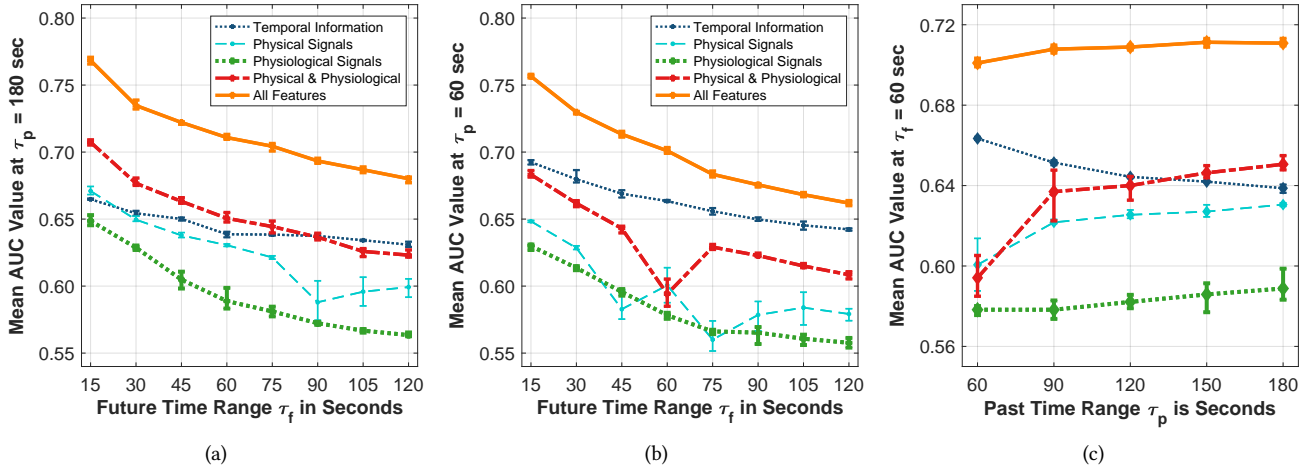 0.80
0.75
0.70
0.65
0.60
0.55
Mean AUC Value at τp = 180 sec
Temporal Information
Physical Signals
Physiological Signals
Physical & Physiological
All Features
15 30 45 60 75 90 105 120
Future Time Range τf in Seconds
(a)
0.80
0.75
0.70
0.65
0.60
0.55
Mean AUC Value at τp = 60 sec
Temporal Information
Physical Signals
Physiological Signals
Physical & Physiological
All Features
15 30 45 60 75 90 105 120
Future Time Range τf in Seconds
(b)
0.72
0.68
0.64
0.60
0.56
Mean AUC Value at τf = 60 sec
60 90 120 150 180
Past Time Range τp is Seconds
(c)